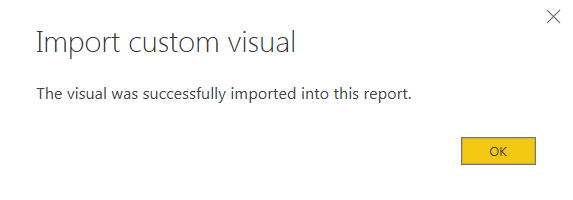 Import custom visual
The visual was successfully imported into this report.
OK